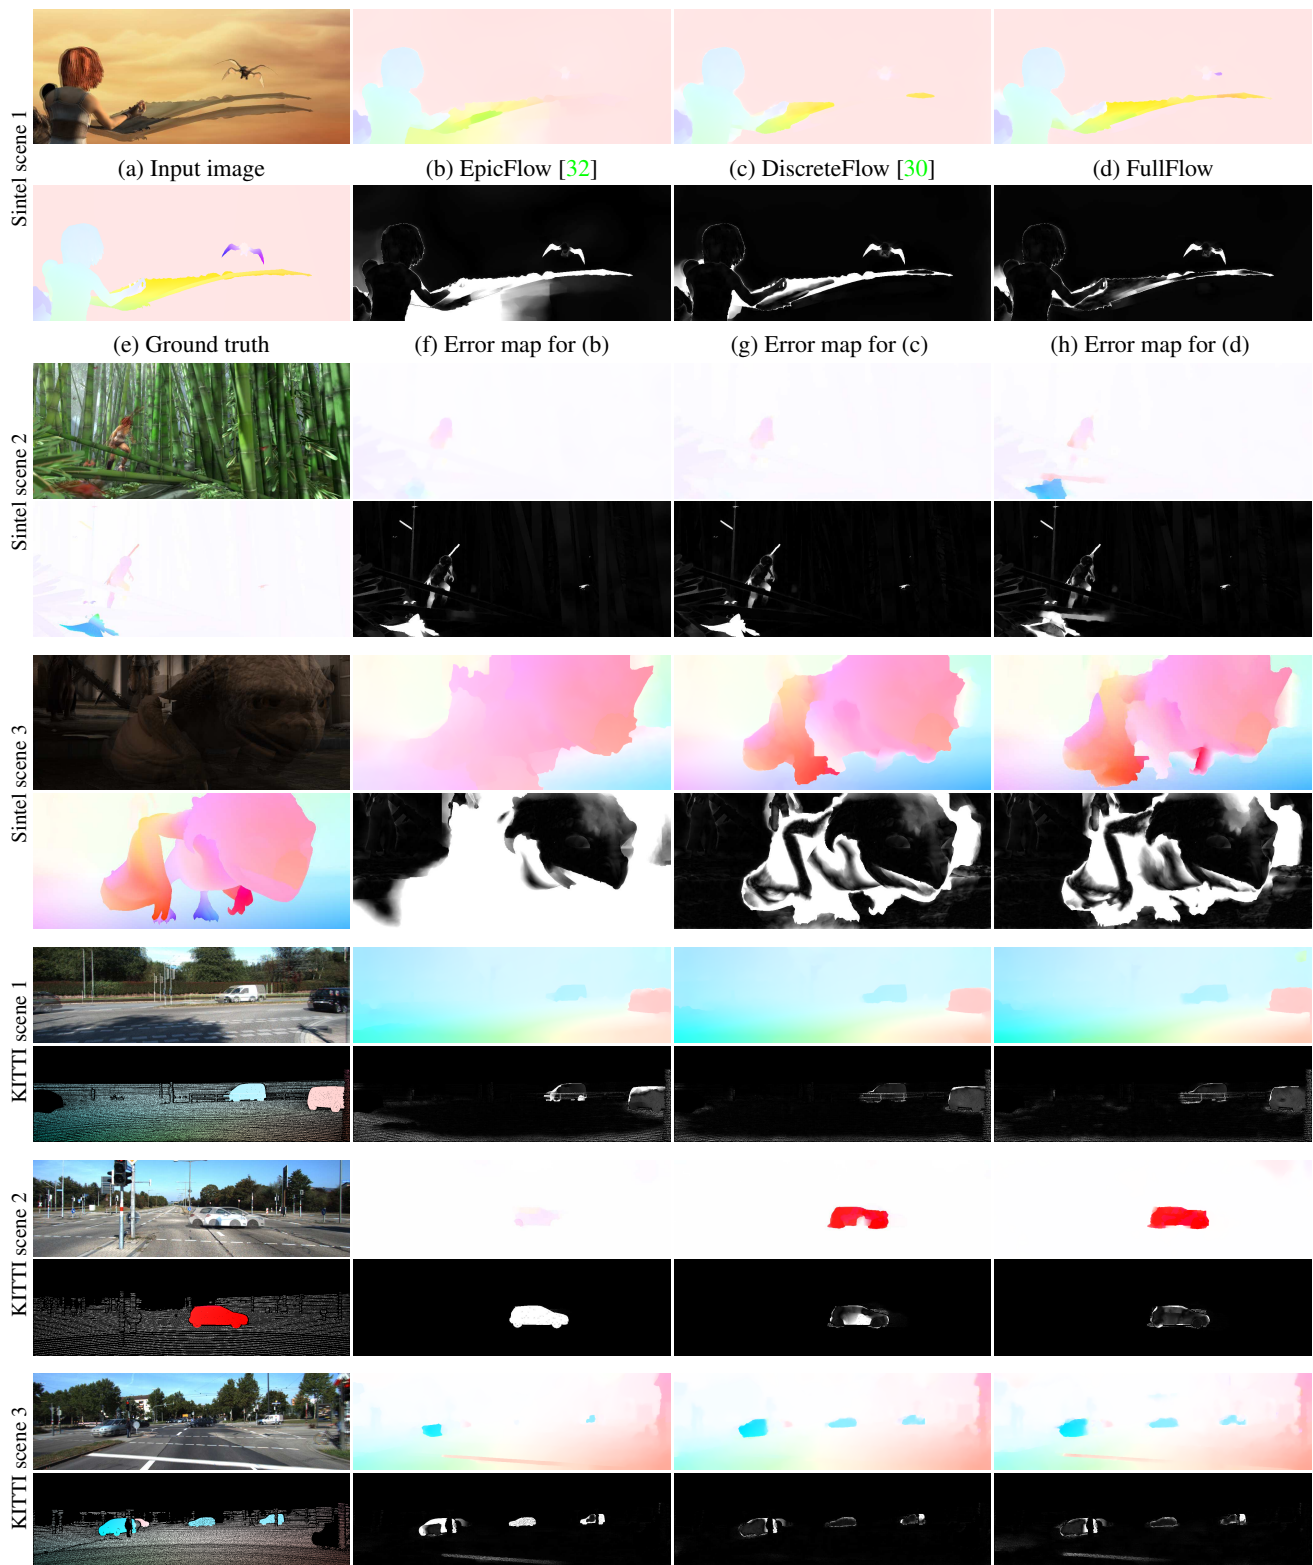 Sintel scene 1
(a) Input image
(b) EpicFlow [32]
(c) DiscreteFlow [30]
(d) FullFlow
(e) Ground truth
(f) Error map for (b)
(g) Error map for (c)
(h) Error map for (d)
Sintel scene 2
Sintel scene 3
KITTI scene 1
KITTI scene 2
KITTI scene 3